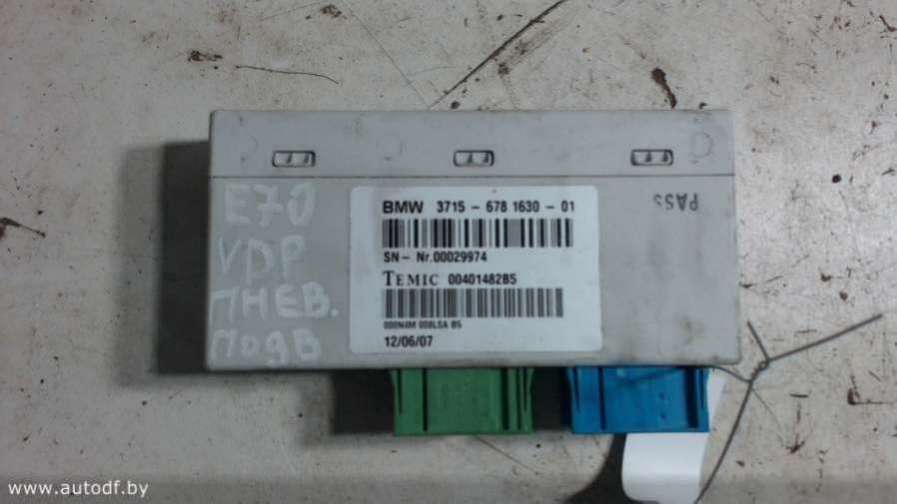 E70
VDP
ПНЕВ.
ПОДВ
BMW 3715 - 678 1630 - 01
SN- Nr.00029974
TEMIC 00401482B5
12/06/07
PASS
www.autodf.by